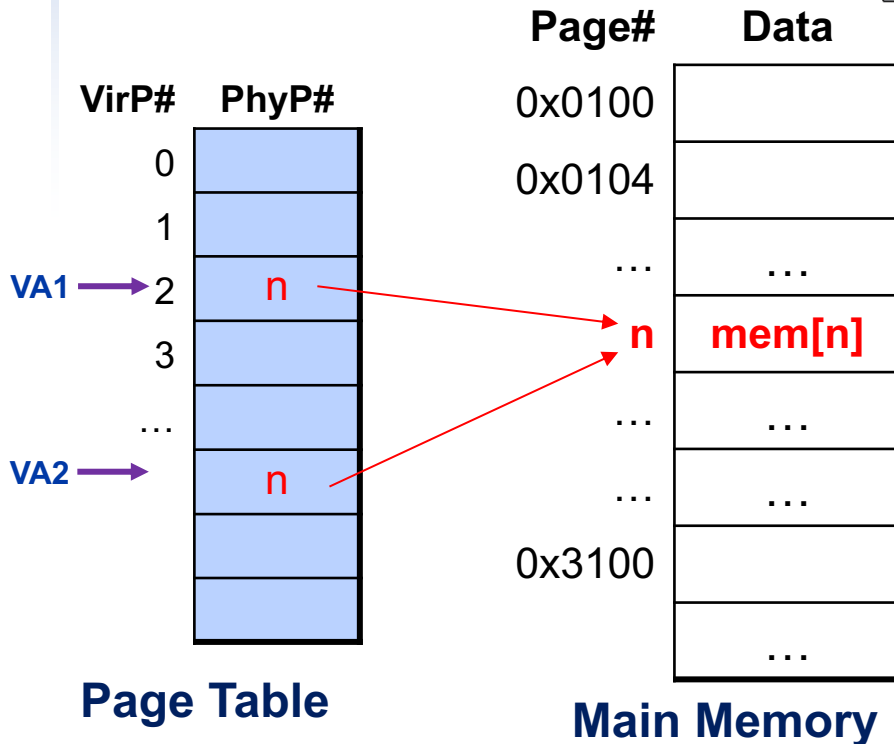 Page# Data
VirP# PhyP#
0x0100
0
0x0104
1
... ...
VA1 2 n
n mem[n]
3
... ...
...
VA2 n
... ...
0x3100
...
Page Table
Main Memory